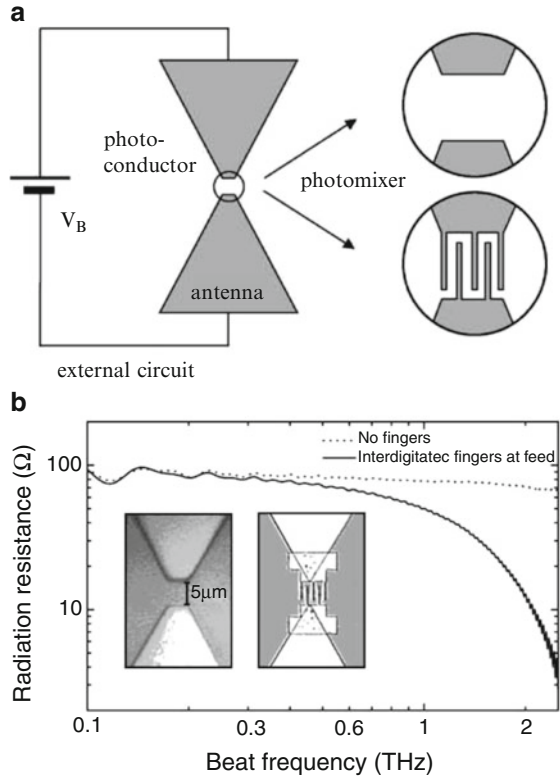 a
photo-
conductor
photomixer
V_B
antenna
external circuit
b
No fingers
Interdigitatec fingers at feed
Radiation resistance (Ω)
100
10
5μm
0.1
0.3
0.6
1
2
Beat frequency (THz)